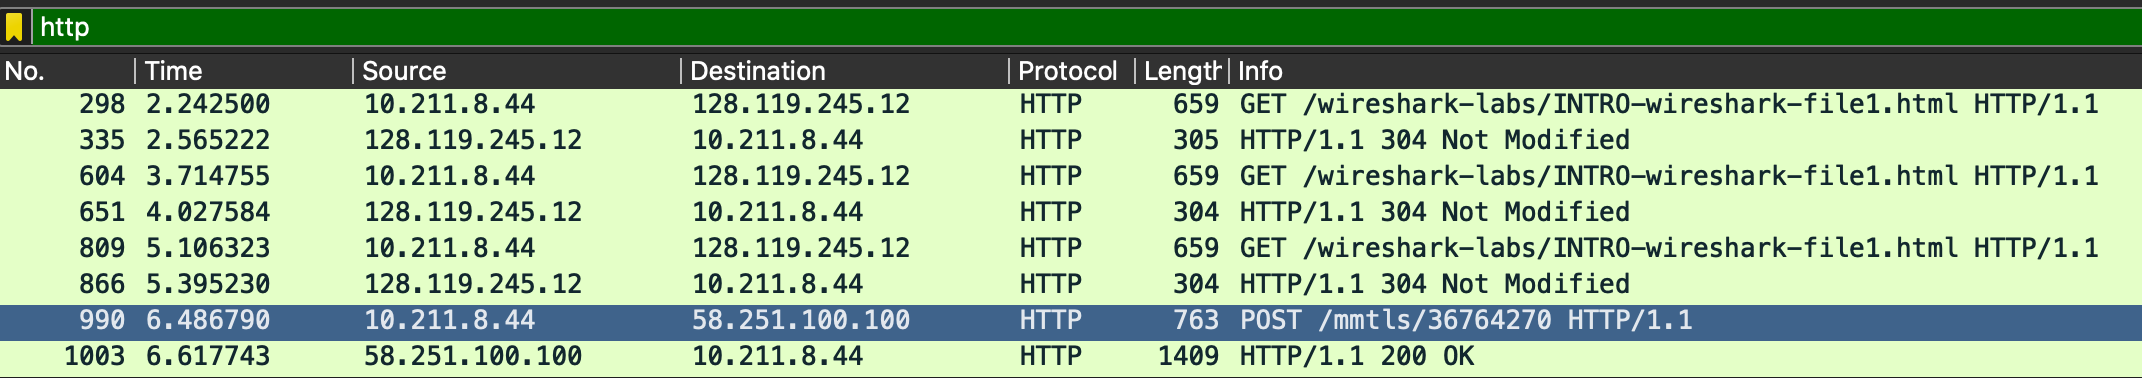 http
No. Time Source Destination Protocol Length Info
298 2.242500 10.211.8.44 128.119.245.12 HTTP 659 GET /wireshark-labs/INTRO-wireshark-file1.html HTTP/1.1
335 2.565222 128.119.245.12 10.211.8.44 HTTP 305 HTTP/1.1 304 Not Modified
604 3.714755 10.211.8.44 128.119.245.12 HTTP 659 GET /wireshark-labs/INTRO-wireshark-file1.html HTTP/1.1
651 4.027584 128.119.245.12 10.211.8.44 HTTP 304 HTTP/1.1 304 Not Modified
809 5.106323 10.211.8.44 128.119.245.12 HTTP 659 GET /wireshark-labs/INTRO-wireshark-file1.html HTTP/1.1
866 5.395230 128.119.245.12 10.211.8.44 HTTP 304 HTTP/1.1 304 Not Modified
990 6.486790 10.211.8.44 58.251.100.100 HTTP 763 POST /mmtls/36764270 HTTP/1.1
1003 6.617743 58.251.100.100 10.211.8.44 HTTP 1409 HTTP/1.1 200 OK